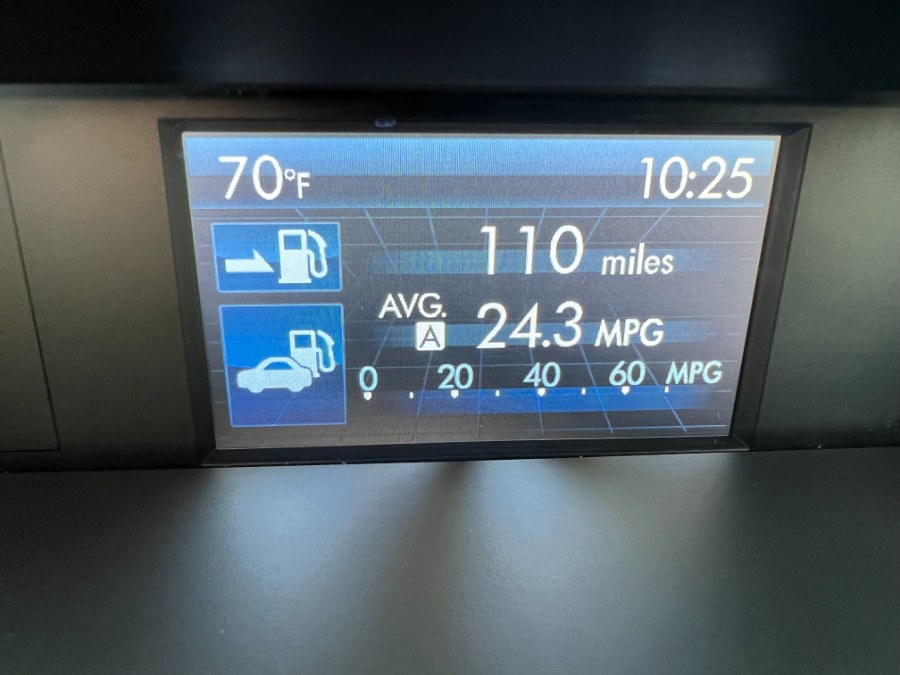 70°F 10:25
110 miles
AVG.
A 24.3 MPG
0 20 40 60 MPG